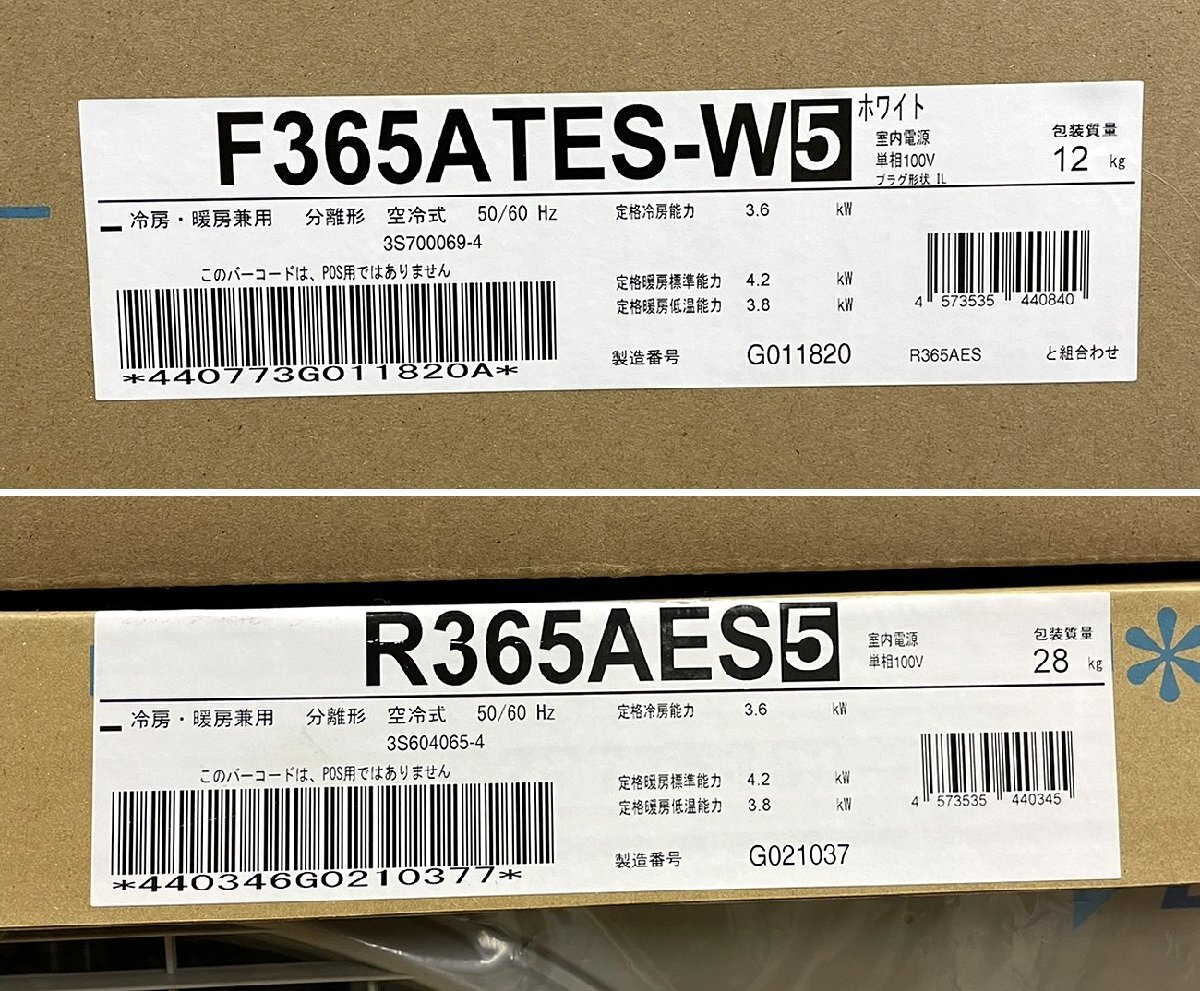 F365ATES-W5 ホワイト
室内電源
単相100V
プラグ形状 IL
包装質量
12 kg
冷房・暖房兼用 分離形 空冷式 50/60 Hz
3S700069-4
このバーコードは、POS用ではありません
*440773G011820A*
定格冷房能力 3.6 kW
定格暖房標準能力 4.2 kW
定格暖房低温能力 3.8 kW
製造番号 G011820
4 573535 440840
R365AES と組合わせ
R365AES5
室内電源
単相100V
包装質量
28 kg
冷房・暖房兼用 分離形 空冷式 50/60 Hz
3S604065-4
このバーコードは、POS用ではありません
*440346G0210377*
定格冷房能力 3.6 kW
定格暖房標準能力 4.2 kW
定格暖房低温能力 3.8 kW
製造番号 G021037
4 573535 440345